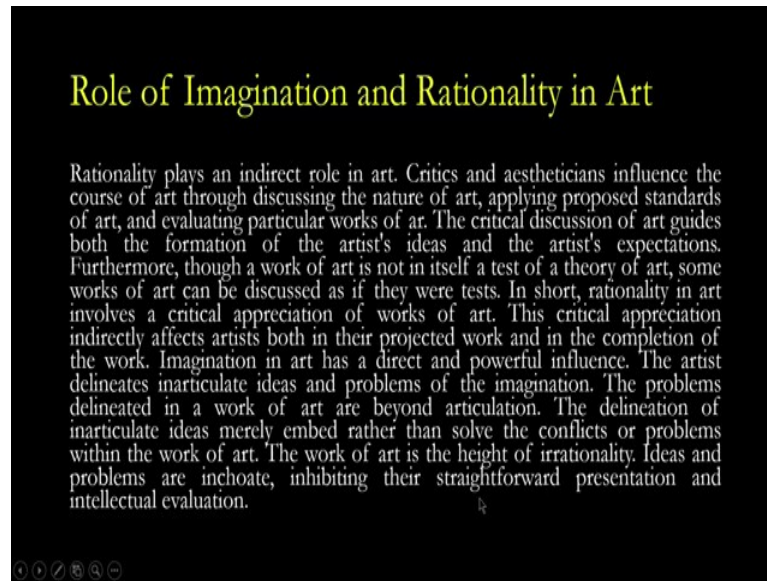 Role of Imagination and Rationality in Art
Rationality plays an indirect role in art. Critics and aestheticians influence the
course of art through discussing the nature of art, applying proposed standards
of art, and evaluating particular works of ar. The critical discussion of art guides
both the formation of the artist's ideas and the artist's expectations.
Furthermore, though a work of art is not in itself a test of a theory of art, some
works of art can be discussed as if they were tests. In short, rationality in art
involves a critical appreciation of works of art. This critical appreciation
indirectly affects artists both in their projected work and in the completion of
the work. Imagination in art has a direct and powerful influence. The artist
delineates inarticulate ideas and problems of the imagination. The problems
delineated in a work of art are beyond articulation. The delineation of
inarticulate ideas merely embed rather than solve the conflicts or problems
within the work of art. The work of art is the height of irrationality. Ideas and
problems are inchoate, inhibiting their straightforward presentation and
intellectual evaluation.